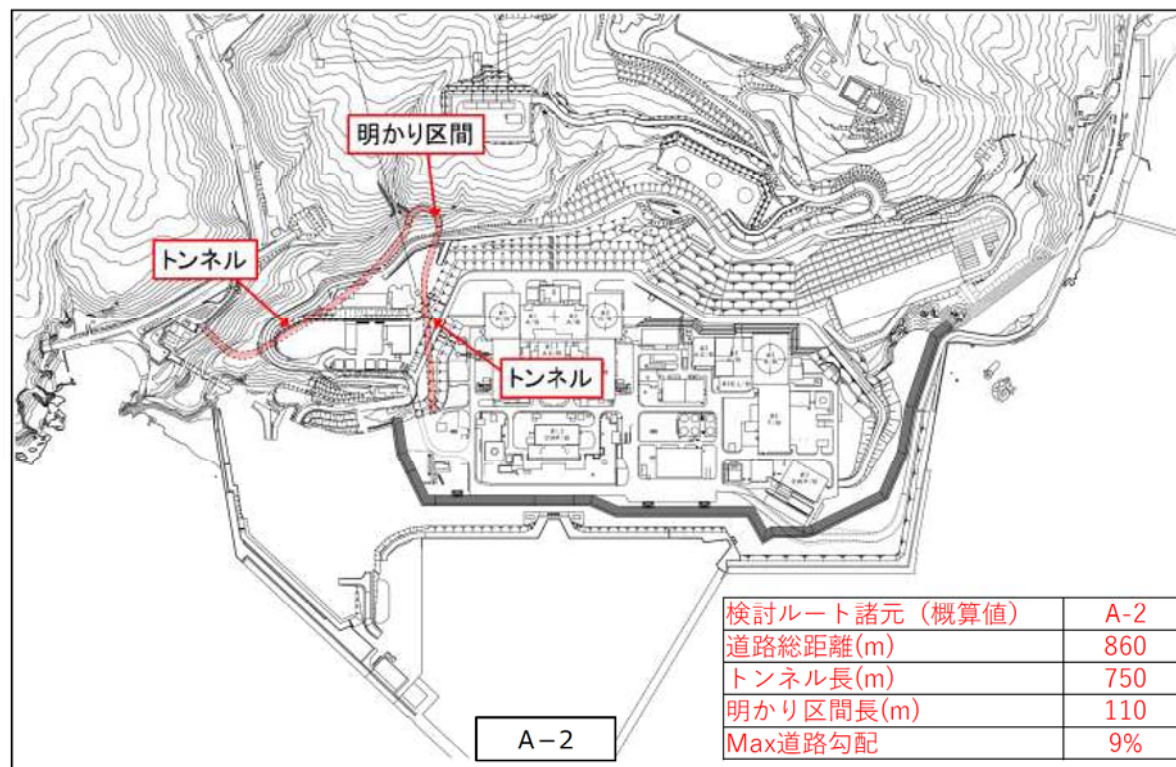 明かり区間
トンネル
トンネル
A-2
検討ルート諸元（概算値） A-2
道路総距離(m) 860
トンネル長(m) 750
明かり区間長(m) 110
Max道路勾配 9%